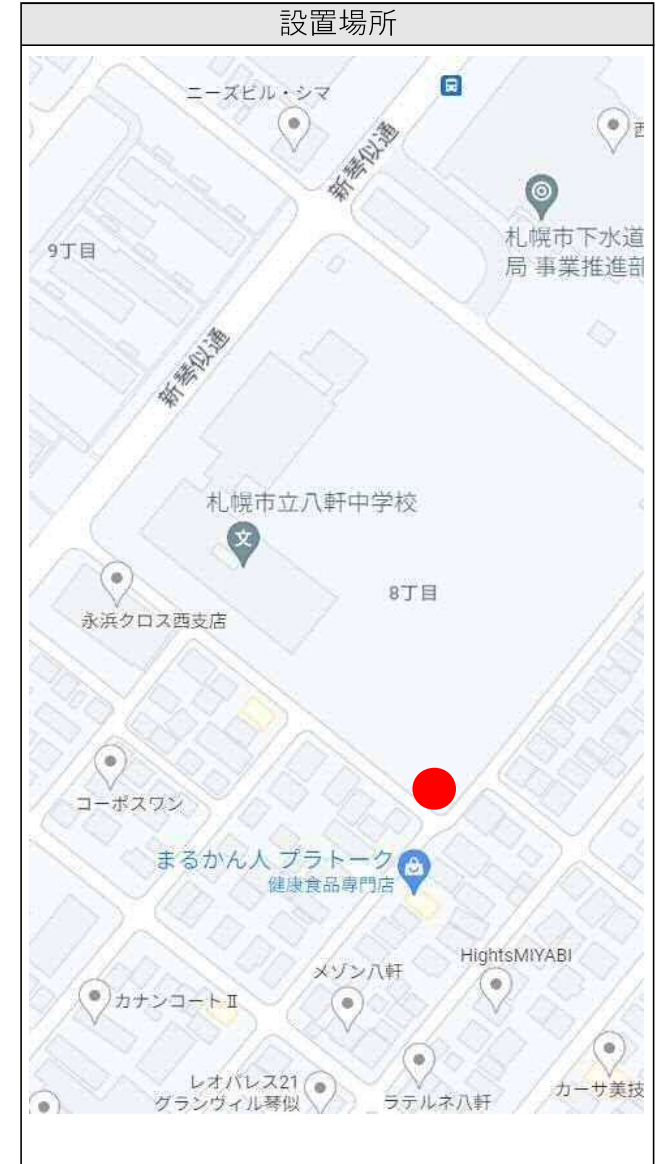 設置場所
ニーズビル・シマ
新琴似通
札幌市下水道
局 事業推進部
9丁目
新琴似通
札幌市立八軒中学校
文
8丁目
永浜クロス西支店
コーポスワン
まるかん人 プラトーク
健康食品専門店
HightsMIYABI
メゾン八軒
カナンコートⅡ
レオパレス21
グランヴィル琴似
ラテルネ八軒
カーサ美技